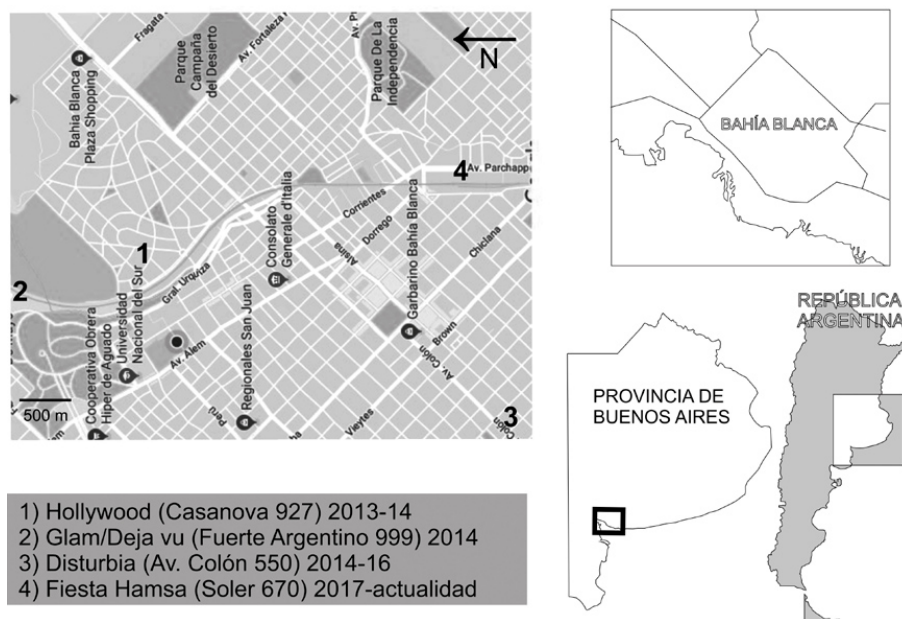 Fragata
Av. Fortaleza P
Av. P
N
Parque
Campaña
del Desierto
Parque De La
Independencia
Bahia Blanca
Plaza Shopping
4
Av. Parchapp
Corrientes
Consolato
Generale d'Italia
Dorrego
Alsina
Garbarino Bahía Blanca
Chiclana
1
Gral. Urquiza
2
Universidad
Nacional del Sur
Cooperativa Obrera
Hiper de Aguado
Regionales San Juan
Av. Alem
Av. Colón
Brown
500 m
Perú
Vieytes
3
Colón
BAHÍA BLANCA
REPÚBLICA
ARGENTINA
PROVINCIA DE
BUENOS AIRES
1) Hollywood (Casanova 927) 2013-14
2) Glam/Deja vu (Fuerte Argentino 999) 2014
3) Disturbia (Av. Colón 550) 2014-16
4) Fiesta Hamsa (Soler 670) 2017-actualidad